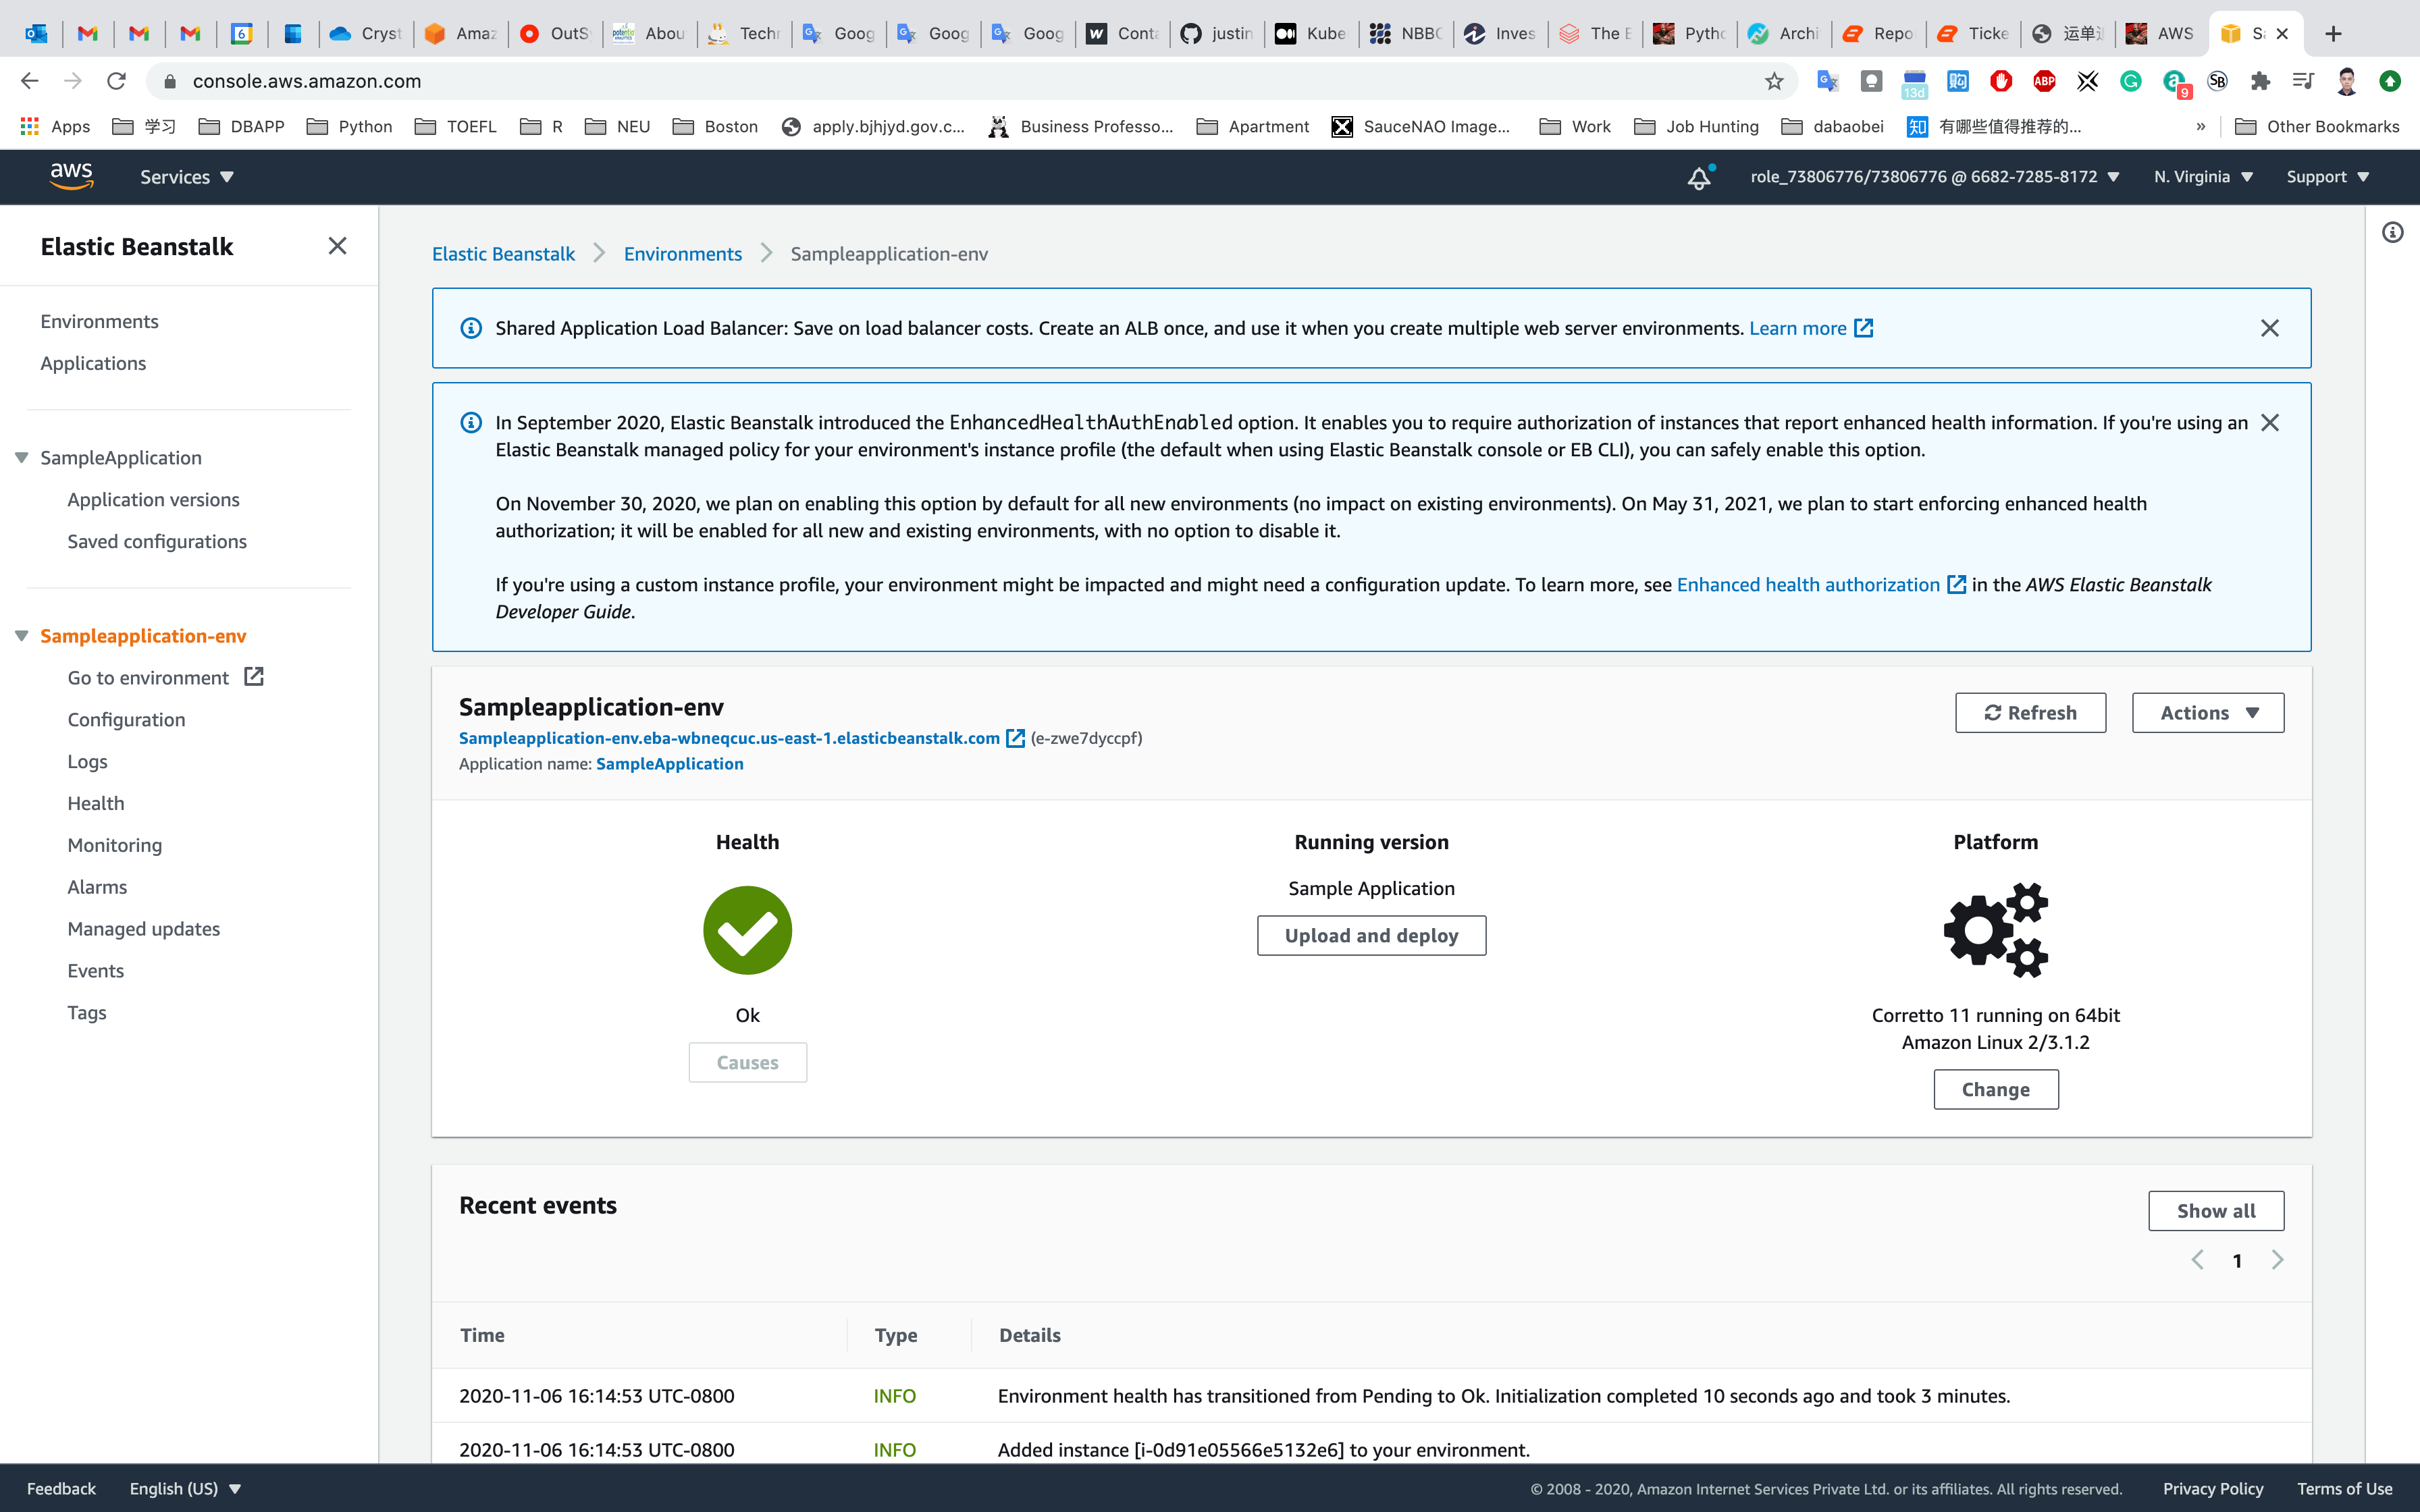 Cryst
Amaz
OutS
Abou
Techn
Goog
Goog
Goog
Conta
justin
Kube
NBBC
Inves
The B
Pytho
Archi
Repo
Ticke
运单
AWS
console.aws.amazon.com
13d
ABP
9
SB
Apps
学习
DBAPP
Python
TOEFL
R
NEU
Boston
apply.bjhjyd.gov.c...
Business Professo...
Apartment
SauceNAO Image...
Work
Job Hunting
dabaobei
知 有哪些值得推荐的...
»
Other Bookmarks
aws
Services
role_73806776/73806776 @ 6682-7285-8172
N. Virginia
Support
Elastic Beanstalk
Environments
Applications
SampleApplication
Application versions
Saved configurations
Sampleapplication-env
Go to environment
Configuration
Logs
Health
Monitoring
Alarms
Managed updates
Events
Tags
Elastic Beanstalk > Environments > Sampleapplication-env
Shared Application Load Balancer: Save on load balancer costs. Create an ALB once, and use it when you create multiple web server environments. Learn more
In September 2020, Elastic Beanstalk introduced the EnhancedHealthAuthEnabled option. It enables you to require authorization of instances that report enhanced health information. If you're using an
Elastic Beanstalk managed policy for your environment's instance profile (the default when using Elastic Beanstalk console or EB CLI), you can safely enable this option.
On November 30, 2020, we plan on enabling this option by default for all new environments (no impact on existing environments). On May 31, 2021, we plan to start enforcing enhanced health
authorization; it will be enabled for all new and existing environments, with no option to disable it.
If you're using a custom instance profile, your environment might be impacted and might need a configuration update. To learn more, see Enhanced health authorization in the AWS Elastic Beanstalk
Developer Guide.
Sampleapplication-env
Sampleapplication-env.eba-wbneqcuc.us-east-1.elasticbeanstalk.com (e-zwe7dyccpf)
Application name: SampleApplication
Refresh
Actions
Health
Ok
Causes
Running version
Sample Application
Upload and deploy
Platform
Corretto 11 running on 64bit
Amazon Linux 2/3.1.2
Change
Recent events
Show all
1
Time
Type
Details
2020-11-06 16:14:53 UTC-0800
INFO
Environment health has transitioned from Pending to Ok. Initialization completed 10 seconds ago and took 3 minutes.
2020-11-06 16:14:53 UTC-0800
INFO
Added instance [i-0d91e05566e5132e6] to your environment.
Feedback
English (US)
© 2008 - 2020, Amazon Internet Services Private Ltd. or its affiliates. All rights reserved.
Privacy Policy
Terms of Use